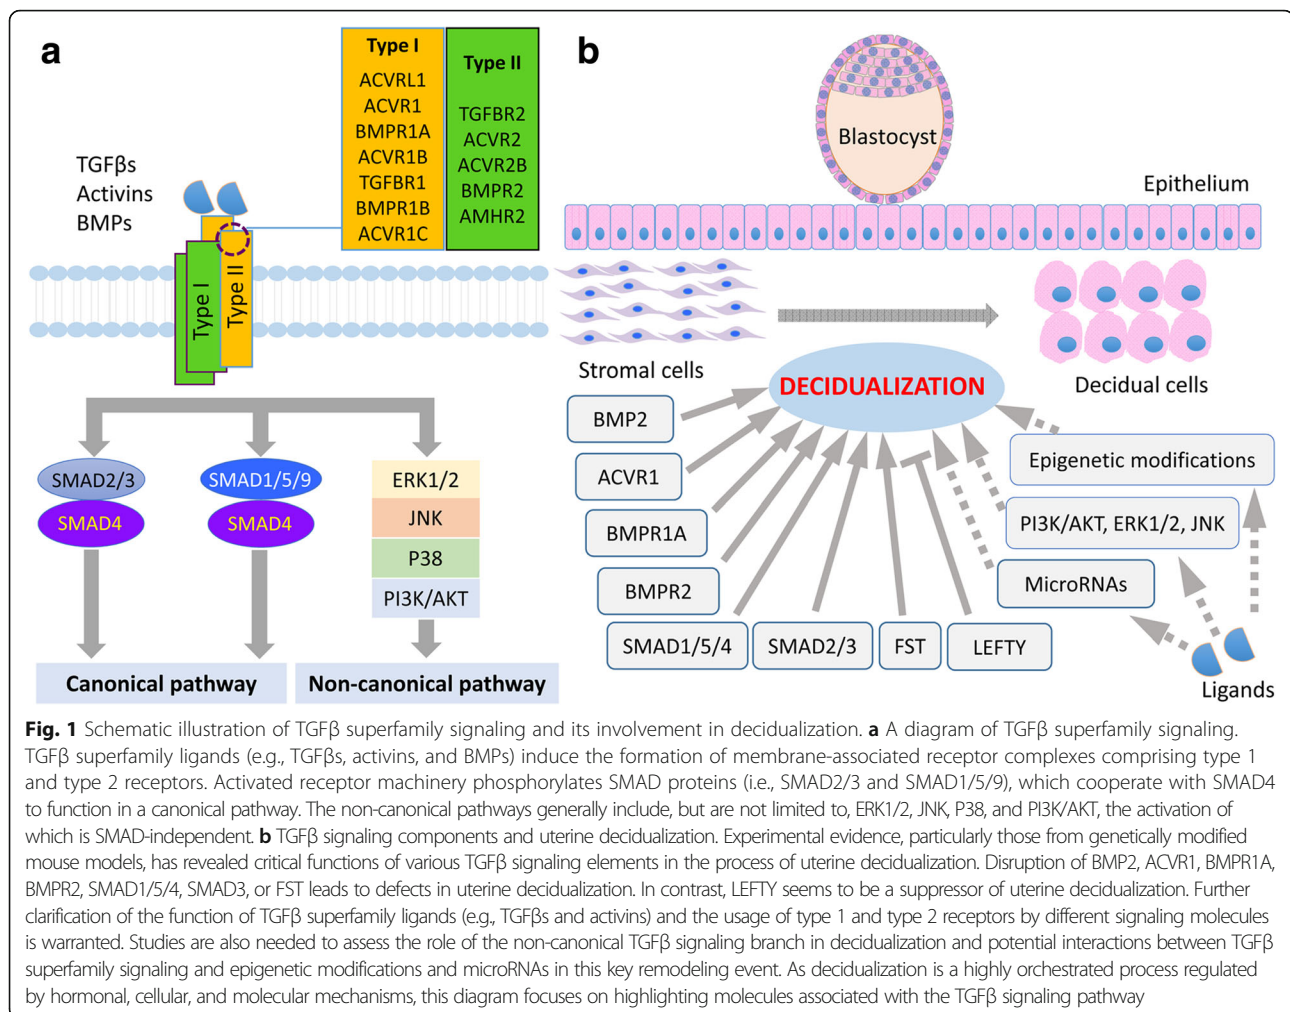 a
Type I
ACVRL1
ACVR1
BMPR1A
ACVR1B
TGFBR1
BMPR1B
ACVR1C
Type II
TGFBR2
ACVR2
ACVR2B
BMPR2
AMHR2
TGFβs
Activins
BMPs
Type I
Type II
SMAD2/3
SMAD4
SMAD1/5/9
SMAD4
ERK1/2
JNK
P38
PI3K/AKT
Canonical pathway
Non-canonical pathway
b
Blastocyst
Epithelium
Stromal cells
Decidual cells
DECIDUALIZATION
BMP2
ACVR1
BMPR1A
BMPR2
SMAD1/5/4
SMAD2/3
FST
LEFTY
Epigenetic modifications
PI3K/AKT, ERK1/2, JNK
MicroRNAs
Ligands
Fig. 1 Schematic illustration of TGFβ superfamily signaling and its involvement in decidualization. a A diagram of TGFβ superfamily signaling.
TGFβ superfamily ligands (e.g., TGFβs, activins, and BMPs) induce the formation of membrane-associated receptor complexes comprising type 1
and type 2 receptors. Activated receptor machinery phosphorylates SMAD proteins (i.e., SMAD2/3 and SMAD1/5/9), which cooperate with SMAD4
to function in a canonical pathway. The non-canonical pathways generally include, but are not limited to, ERK1/2, JNK, P38, and PI3K/AKT, the activation of
which is SMAD-independent. b TGFβ signaling components and uterine decidualization. Experimental evidence, particularly those from genetically modified
mouse models, has revealed critical functions of various TGFβ signaling elements in the process of uterine decidualization. Disruption of BMP2, ACVR1, BMPR1A,
BMPR2, SMAD1/5/4, SMAD3, or FST leads to defects in uterine decidualization. In contrast, LEFTY seems to be a suppressor of uterine decidualization. Further
clarification of the function of TGFβ superfamily ligands (e.g., TGFβs and activins) and the usage of type 1 and type 2 receptors by different signaling molecules
is warranted. Studies are also needed to assess the role of the non-canonical TGFβ signaling branch in decidualization and potential interactions between TGFβ
superfamily signaling and epigenetic modifications and microRNAs in this key remodeling event. As decidualization is a highly orchestrated process regulated
by hormonal, cellular, and molecular mechanisms, this diagram focuses on highlighting molecules associated with the TGFβ signaling pathway